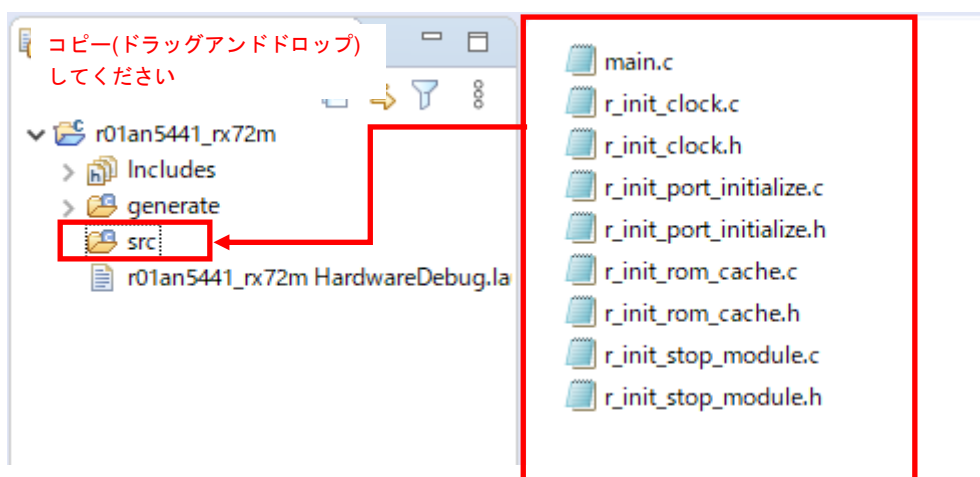 コピー(ドラッグアンドドロップ)
してください
r01an5441_rx72m
Includes
generate
src
r01an5441_rx72m HardwareDebug.la
main.c
r_init_clock.c
r_init_clock.h
r_init_port_initialize.c
r_init_port_initialize.h
r_init_rom_cache.c
r_init_rom_cache.h
r_init_stop_module.c
r_init_stop_module.h